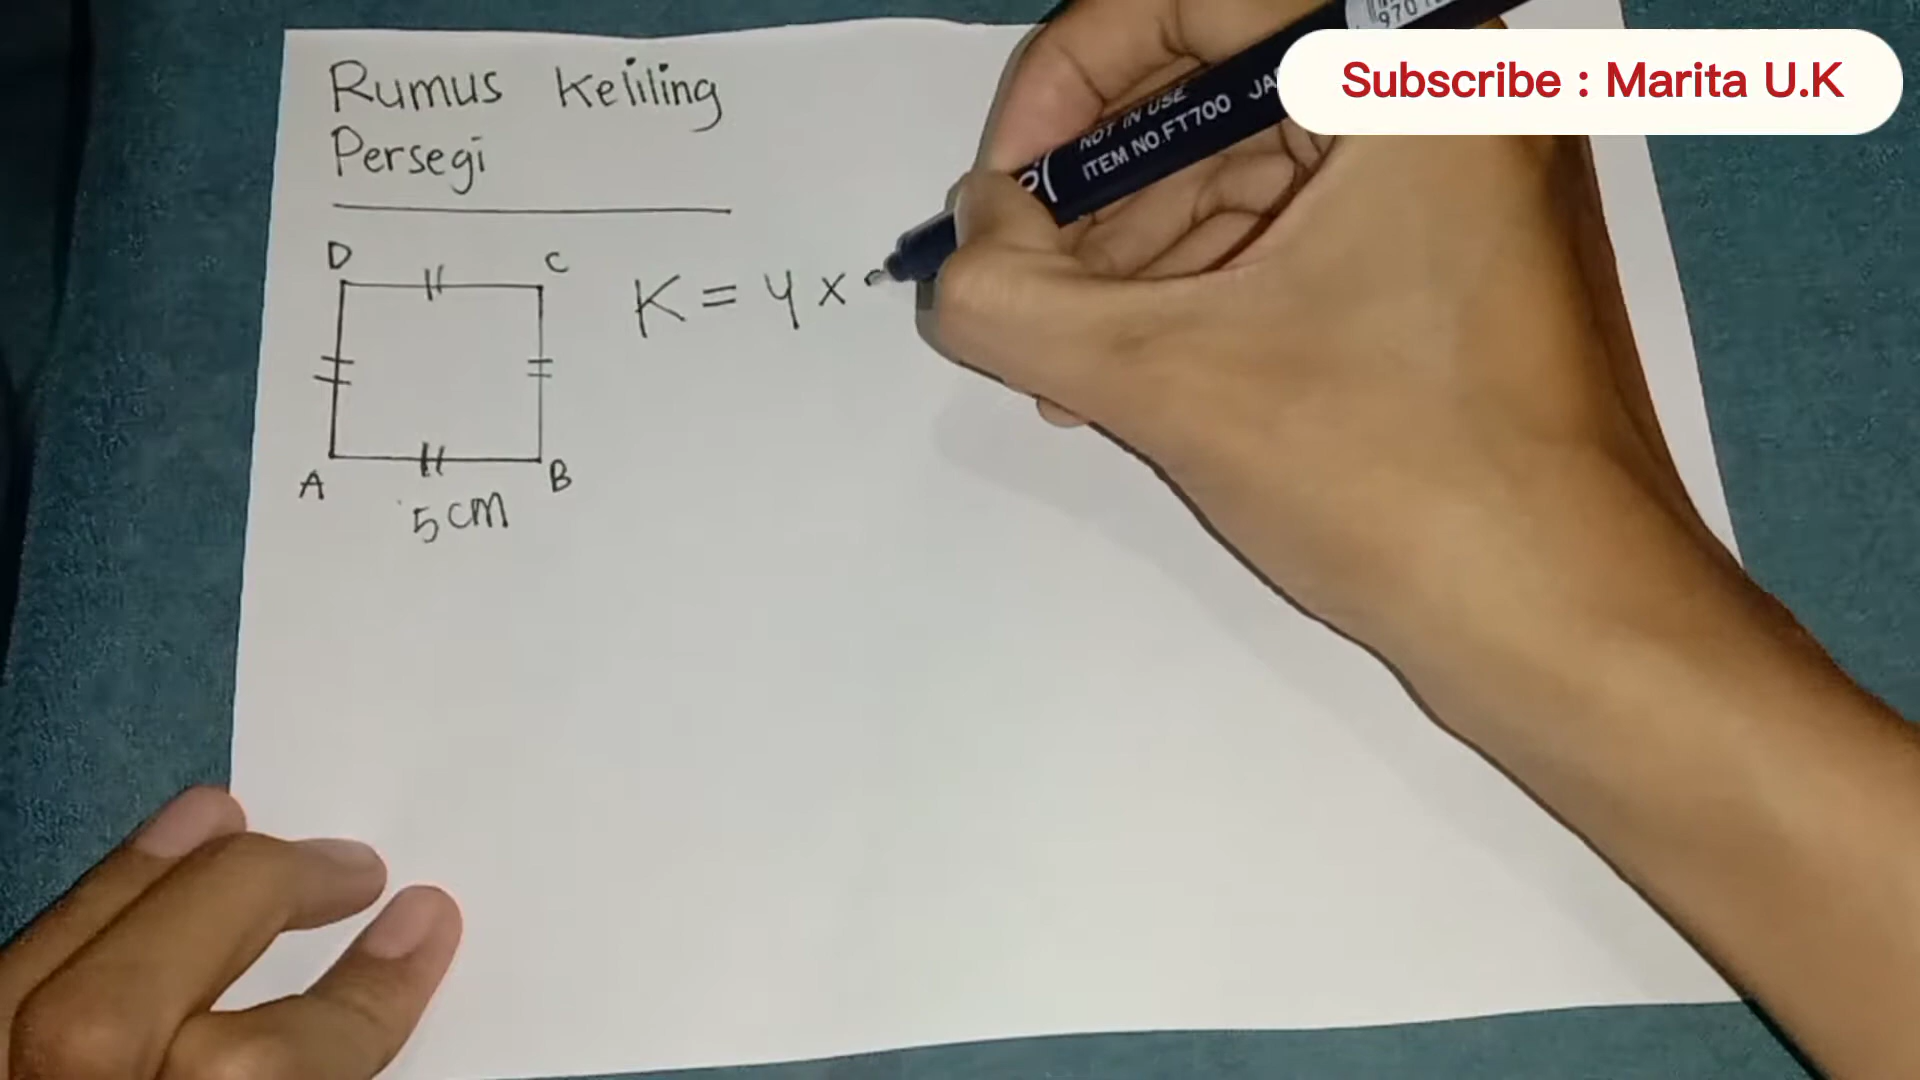 Rumus Keliling
Persegi
D
C
K = 4 x
A
B
5 cm
NOT IN USE
ITEM NO.FT700
Subscribe : Marita U.K